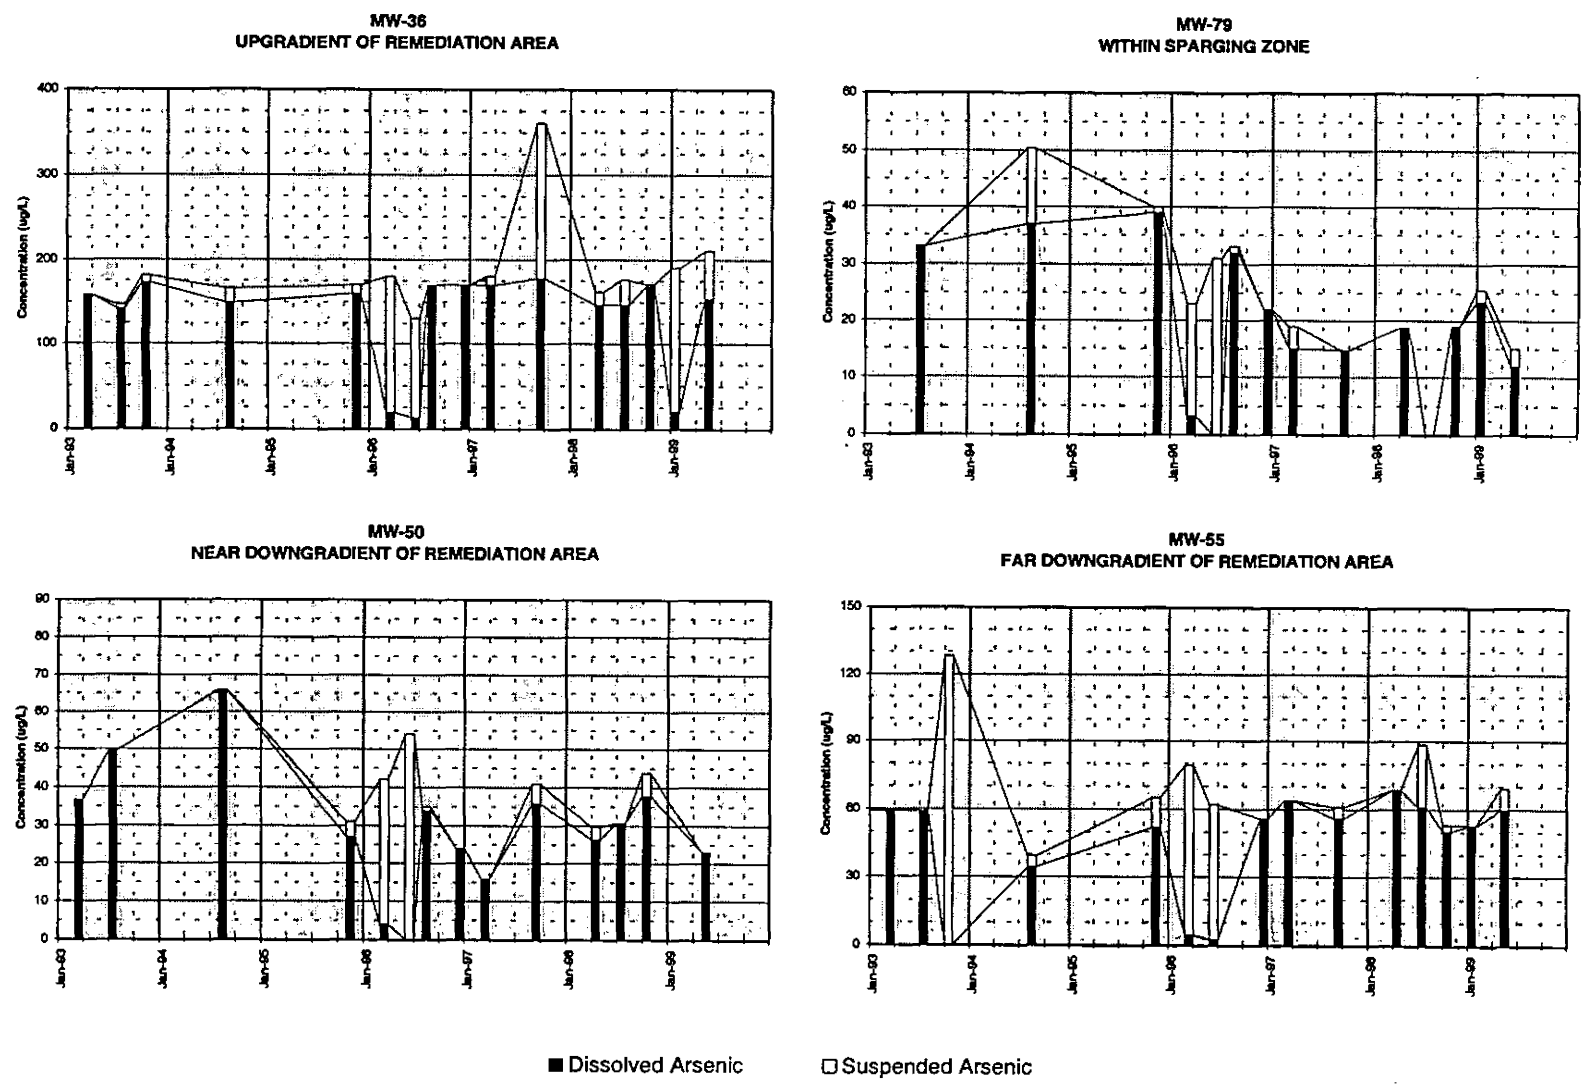 MW-36
UPGRADIENT OF REMEDIATION AREA
400
300
200
100
0
Concentration (ug/L)
Jan-93
Jan-94
Jan-95
Jan-96
Jan-97
Jan-98
Jan-99
MW-79
WITHIN SPARGING ZONE
60
50
40
30
20
10
0
Concentration (ug/L)
Jan-93
Jan-94
Jan-95
Jan-96
Jan-97
Jan-98
Jan-99
MW-50
NEAR DOWNGRADIENT OF REMEDIATION AREA
90
80
70
60
50
40
30
20
10
0
Concentration (ug/L)
Jan-93
Jan-94
Jan-95
Jan-96
Jan-97
Jan-98
Jan-99
MW-55
FAR DOWNGRADIENT OF REMEDIATION AREA
150
120
90
60
30
0
Concentration (ug/L)
Jan-93
Jan-94
Jan-95
Jan-96
Jan-97
Jan-98
Jan-99
Dissolved Arsenic
Suspended Arsenic